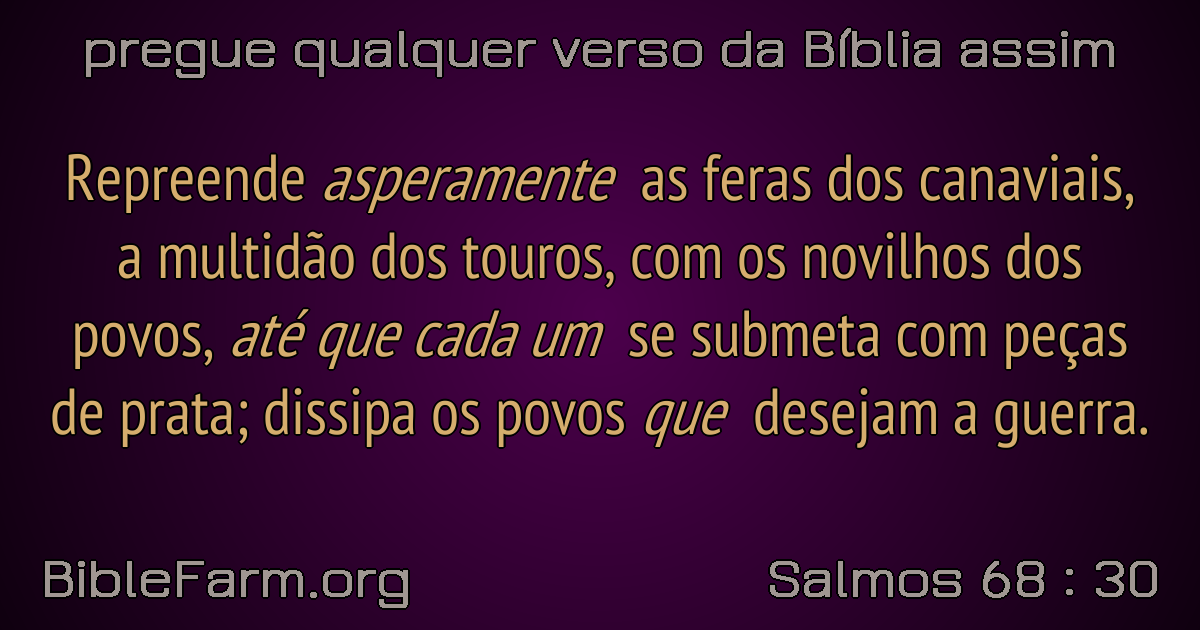 pregue qualquer verso da Bíblia assim
Repreende asperamente as feras dos canaviais,
a multidão dos touros, com os novilhos dos
povos, até que cada um se submeta com peças
de prata; dissipa os povos que desejam a guerra.
BibleFarm.org
Salmos 68 : 30